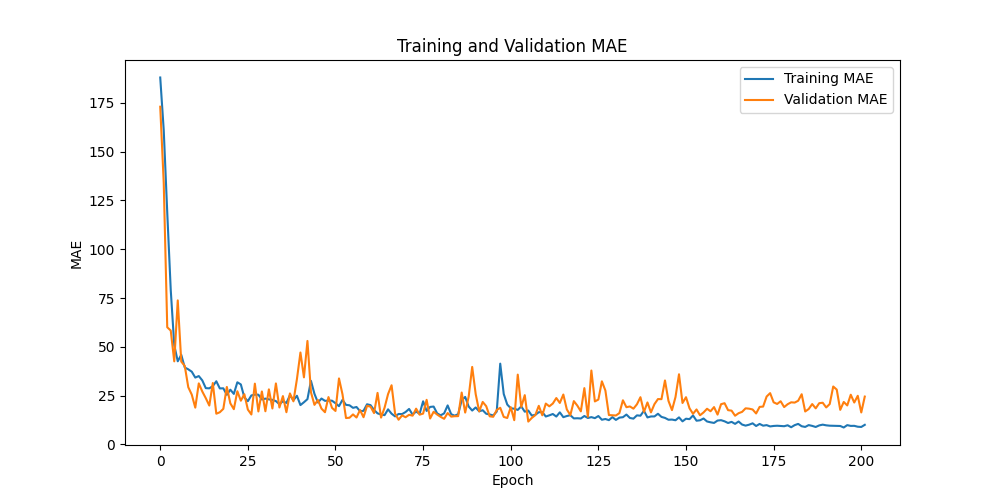 Training and Validation MAE
Training MAE
Validation MAE
MAE
175
150
125
100
75
50
25
0
0 25 50 75 100 125 150 175 200
Epoch